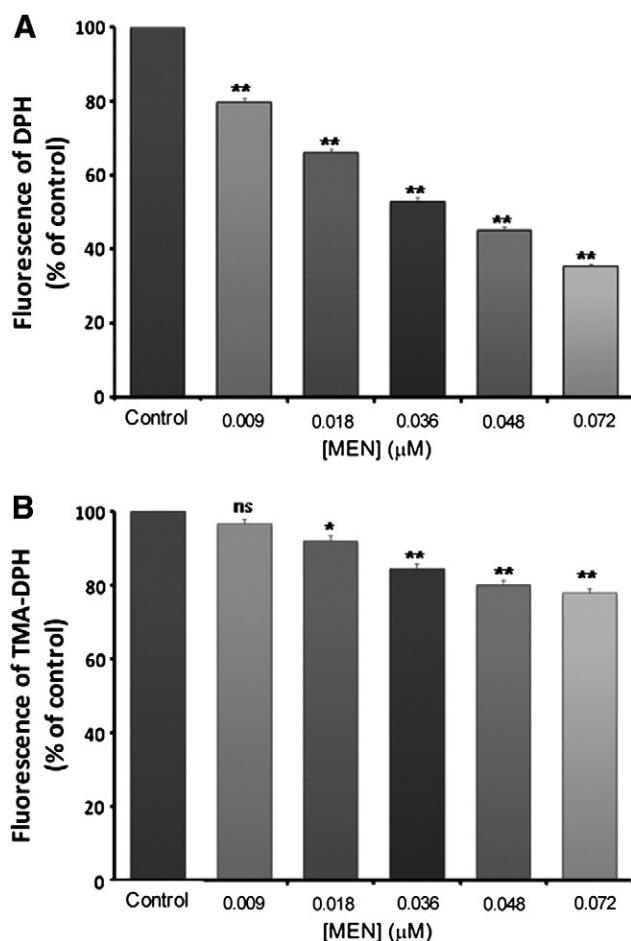 A
Fluorescence of DPH
(% of control)
100
80
60
40
20
0
**
**
**
**
**
Control 0.009 0.018 0.036 0.048 0.072
[MEN] (μM)
B
Fluorescence of TMA-DPH
(% of control)
100
80
60
40
20
0
ns
*
**
**
**
Control 0.009 0.018 0.036 0.048 0.072
[MEN] (μM)